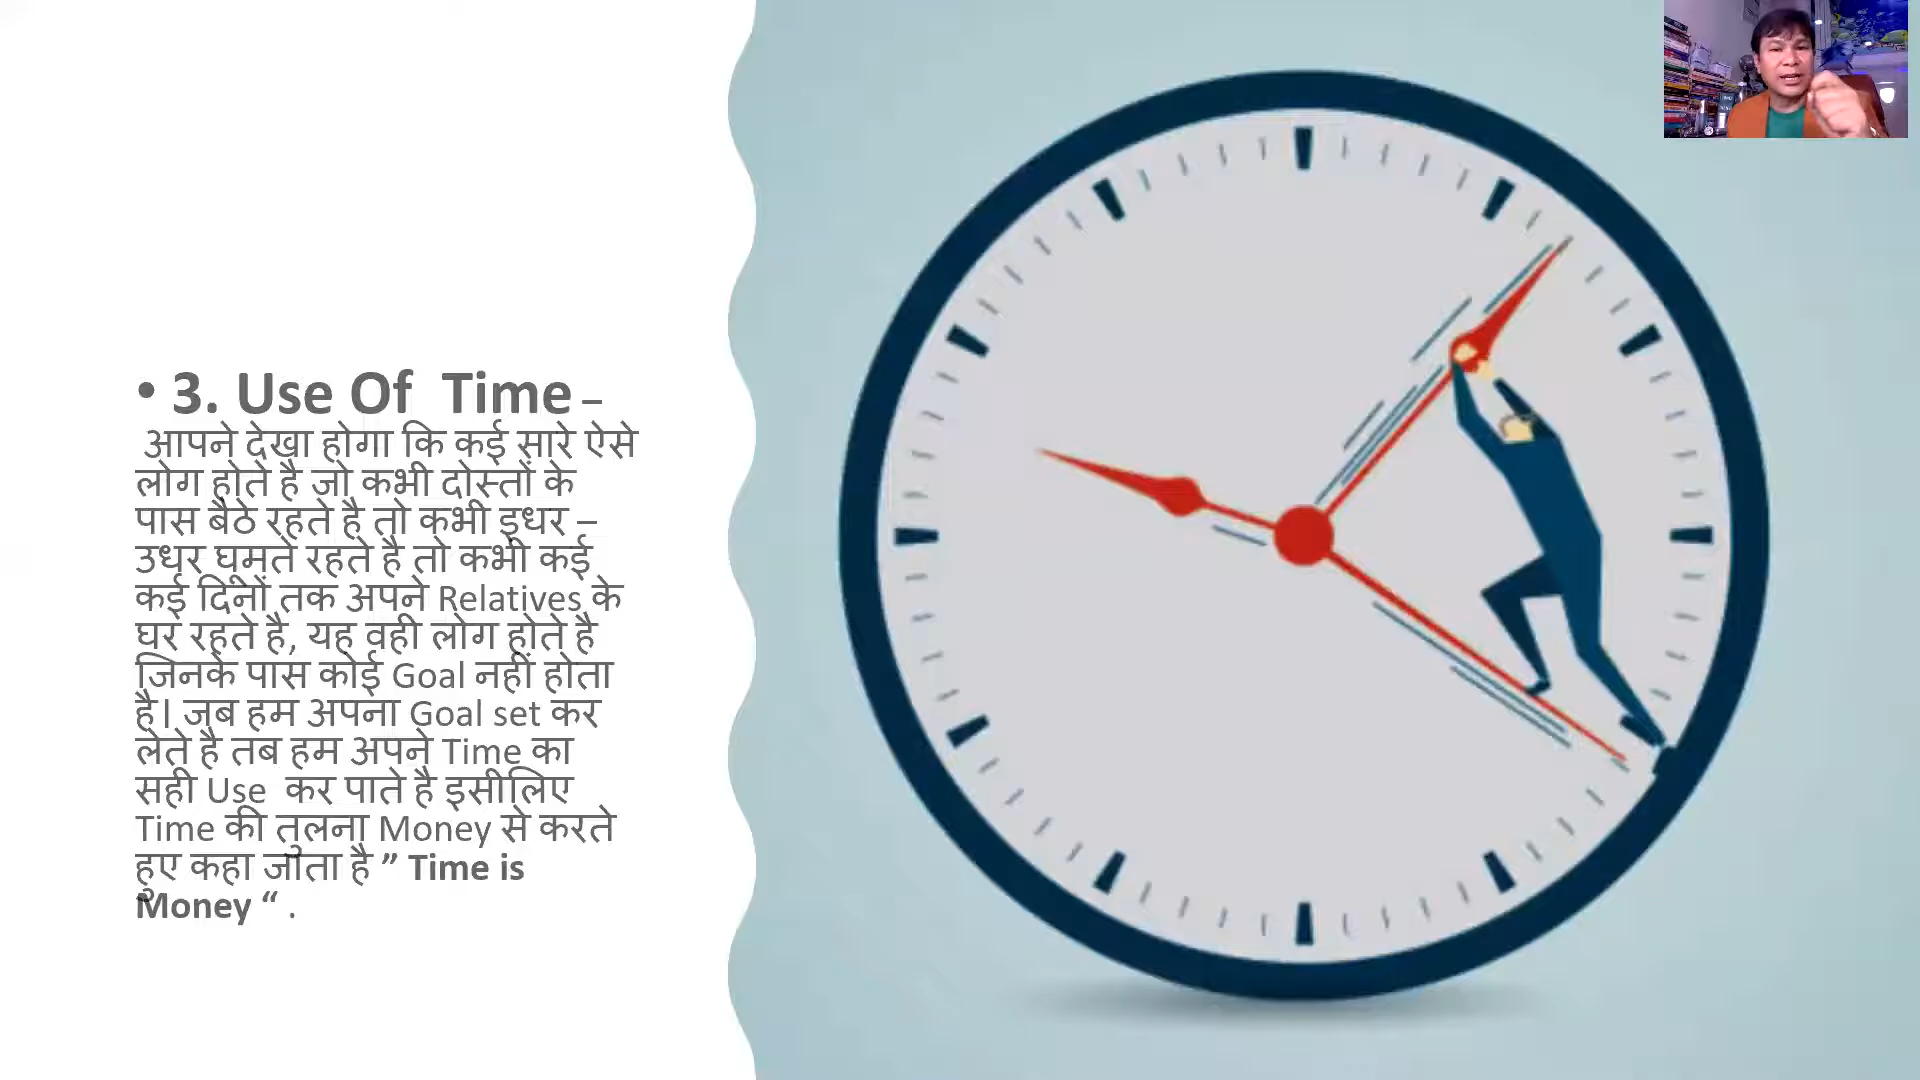 • 3. Use Of Time –
आपने देखा होगा कि कई सारे ऐसे
लोग होते है जो कभी दोस्तों के
पास बैठे रहते है तो कभी इधर –
उधर घूमते रहते है तो कभी कई
कई दिनों तक अपने Relatives के
घर रहते है, यह वही लोग होते है
जिनके पास कोई Goal नहीं होता
है। जब हम अपना Goal set कर
लेते है तब हम अपने Time का
सही Use कर पाते है इसीलिए
Time की तुलना Money से करते
हुए कहा जाता है ” Time is
Money “ .